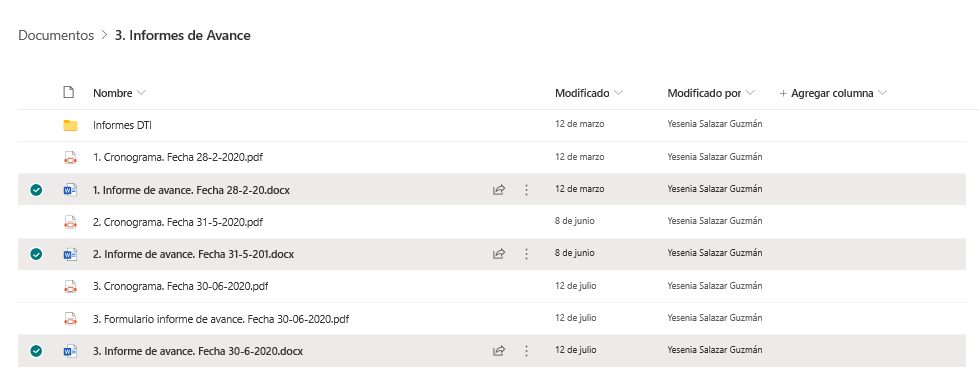 Documentos > 3. Informes de Avance
Nombre Modificado Modificado por + Agregar columna
Informes DTI 12 de marzo Yesenia Salazar Guzmán
1. Cronograma. Fecha 28-2-2020.pdf 12 de marzo Yesenia Salazar Guzmán
1. Informe de avance. Fecha 28-2-20.docx 12 de marzo Yesenia Salazar Guzmán
2. Cronograma. Fecha 31-5-2020.pdf 8 de junio Yesenia Salazar Guzmán
2. Informe de avance. Fecha 31-5-201.docx 8 de junio Yesenia Salazar Guzmán
3. Cronograma. Fecha 30-06-2020.pdf 12 de julio Yesenia Salazar Guzmán
3. Formulario informe de avance. Fecha 30-06-2020.pdf 12 de julio Yesenia Salazar Guzmán
3. Informe de avance. Fecha 30-6-2020.docx 12 de julio Yesenia Salazar Guzmán